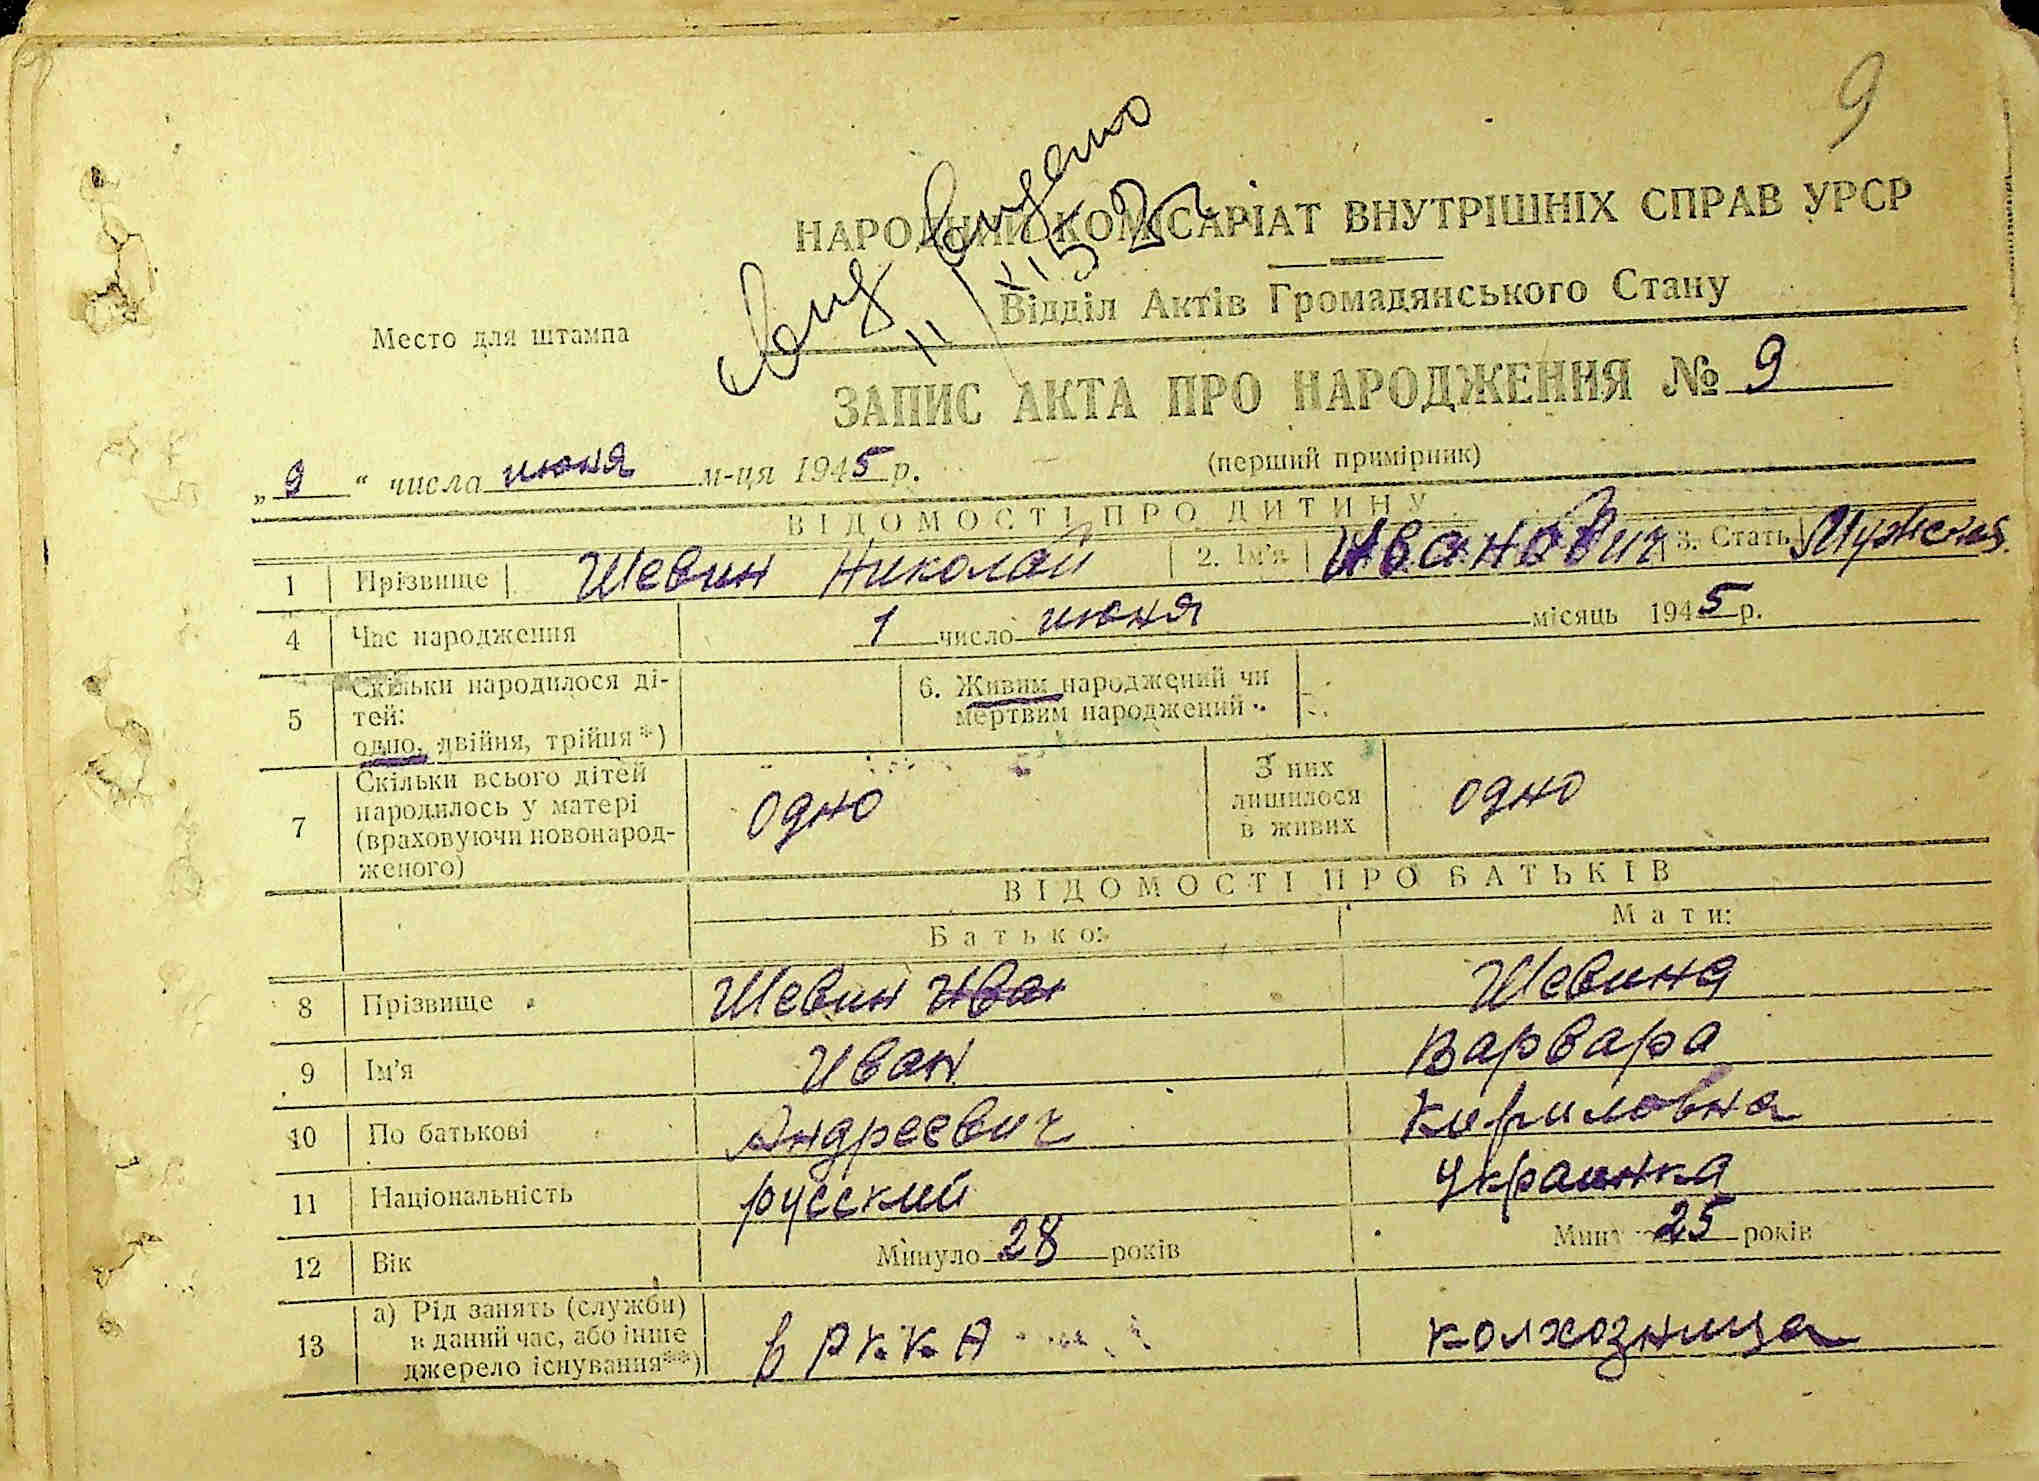 9
НАРОДНИЙ КОМІСАРІАТ ВНУТРІШНІХ СПРАВ УРСР
Відділ Актів Громадянського Стану
Место для штампа
ЗАПИС АКТА ПРО НАРОДЖЕННЯ № 9
(перший примірник)
„ 9 “ числа июня м-ця 1945 р.
ВІДОМОСТІ ПРО ДИТИНУ
1 Прізвище Шевин Николай 2. Ім'я Иванович 3. Стать Мужская
4 Час народження 1 число июня місяць 1945 р.
5 Скільки народилося ді-
тей:
одно, двійня, трійня*)
6. Живим народжений чи
мертвим народжений
7 Скільки всього дітей
народилось у матері
(враховуючи новонарод-
женого)
одно
З них
лишилося
в живих
одно
ВІДОМОСТІ ПРО БАТЬКІВ
Батько: Мати:
8 Прізвище Шевин Иван Шевина
9 Ім'я Иван Варвара
10 По батькові Андреевич Кириловна
11 Національність русский Украинка
12 Вік Минуло 28 років 25 років
13 а) Рід занять (служби)
в даний час, або інше
джерело існування**)
в Р.К.К.А колхозница